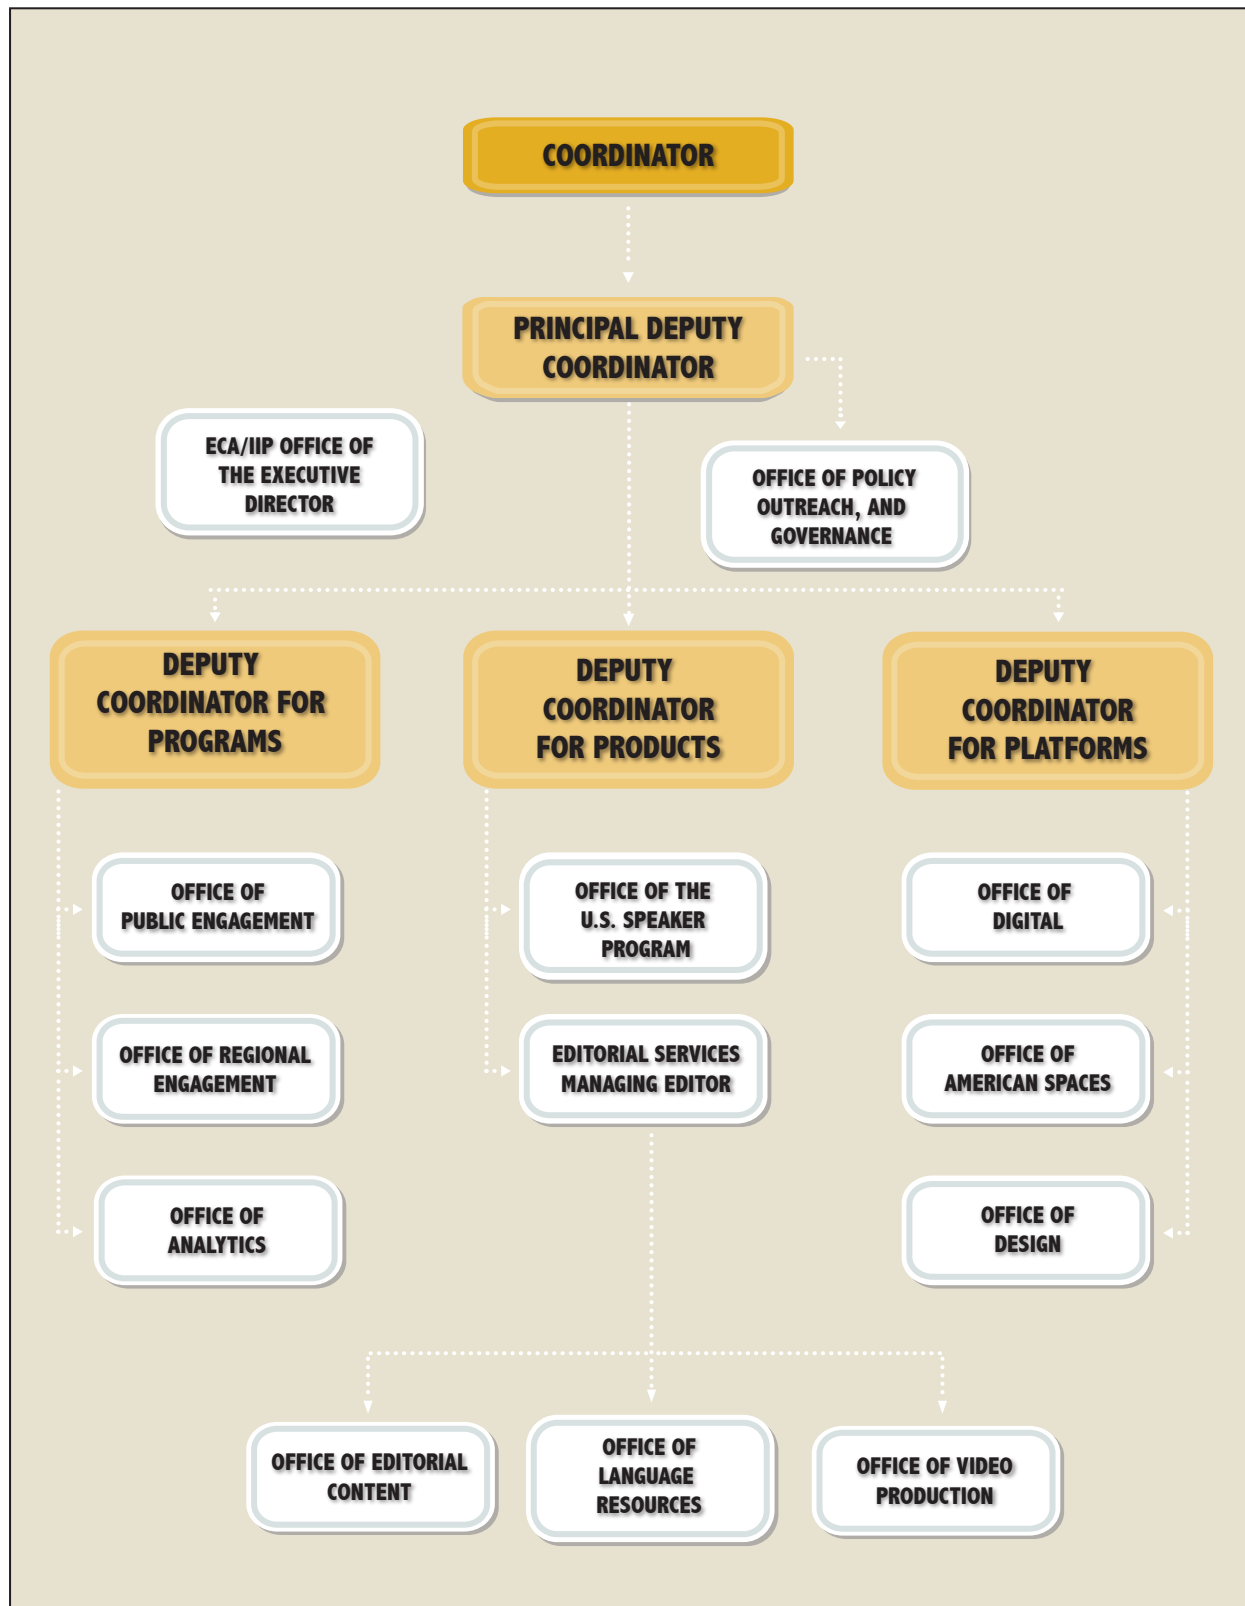 COORDINATOR
PRINCIPAL DEPUTY
COORDINATOR
ECA/IIP OFFICE OF
THE EXECUTIVE
DIRECTOR
OFFICE OF POLICY
OUTREACH, AND
GOVERNANCE
DEPUTY
COORDINATOR FOR
PROGRAMS
DEPUTY
COORDINATOR
FOR PRODUCTS
DEPUTY
COORDINATOR
FOR PLATFORMS
OFFICE OF
PUBLIC ENGAGEMENT
OFFICE OF THE
U.S. SPEAKER
PROGRAM
OFFICE OF
DIGITAL
OFFICE OF REGIONAL
ENGAGEMENT
EDITORIAL SERVICES
MANAGING EDITOR
OFFICE OF
AMERICAN SPACES
OFFICE OF
ANALYTICS
OFFICE OF
DESIGN
OFFICE OF EDITORIAL
CONTENT
OFFICE OF
LANGUAGE
RESOURCES
OFFICE OF VIDEO
PRODUCTION